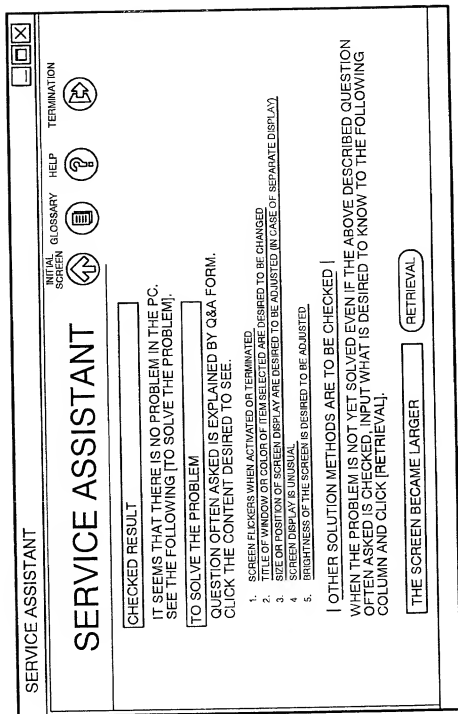 SERVICE ASSISTANT
SERVICE ASSISTANT
INITIAL
SCREEN
GLOSSARY
HELP
?
TERMINATION
CHECKED RESULT
IT SEEMS THAT THERE IS NO PROBLEM IN THE PC.
SEE THE FOLLOWING [TO SOLVE THE PROBLEM].
TO SOLVE THE PROBLEM
QUESTION OFTEN ASKED IS EXPLAINED BY Q&A FORM.
CLICK THE CONTENT DESIRED TO SEE.
1. SCREEN FLICKERS WHEN ACTIVATED OR TERMINATED
2. TITLE OF WINDOW OR COLOR OF ITEM SELECTED ARE DESIRED TO BE CHANGED
3. SIZE OR POSITION OF SCREEN DISPLAY ARE DESIRED TO BE ADJUSTED (IN CASE OF SEPARATE DISPLAY)
4 SCREEN DISPLAY IS UNUSUAL
5. BRIGHTNESS OF THE SCREEN IS DESIRED TO BE ADJUSTED
| OTHER SOLUTION METHODS ARE TO BE CHECKED |
WHEN THE PROBLEM IS NOT YET SOLVED EVEN IF THE ABOVE DESCRIBED QUESTION
OFTEN ASKED IS CHECKED, INPUT WHAT IS DESIRED TO KNOW TO THE FOLLOWING
COLUMN AND CLICK [RETRIEVAL].
THE SCREEN BECAME LARGER
RETRIEVAL